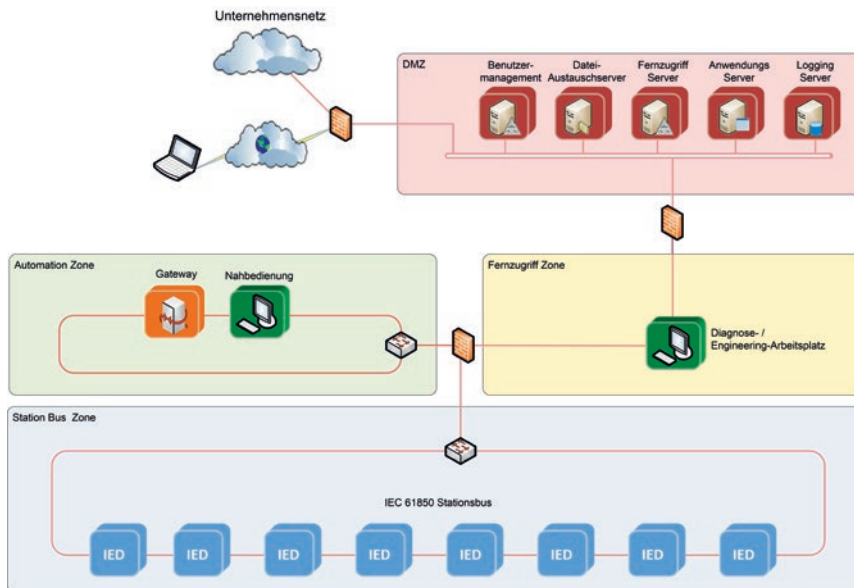 Unternehmensnetz
DMZ
Benutzer-
management
Datei-
Austauschserver
Fernzugriff
Server
Anwendungs
Server
Logging
Server
Automation Zone
Gateway
Nahbedienung
Fernzugriff Zone
Diagnose- /
Engineering-Arbeitsplatz
Station Bus Zone
IEC 61850 Stationsbus
IED
IED
IED
IED
IED
IED
IED
IED